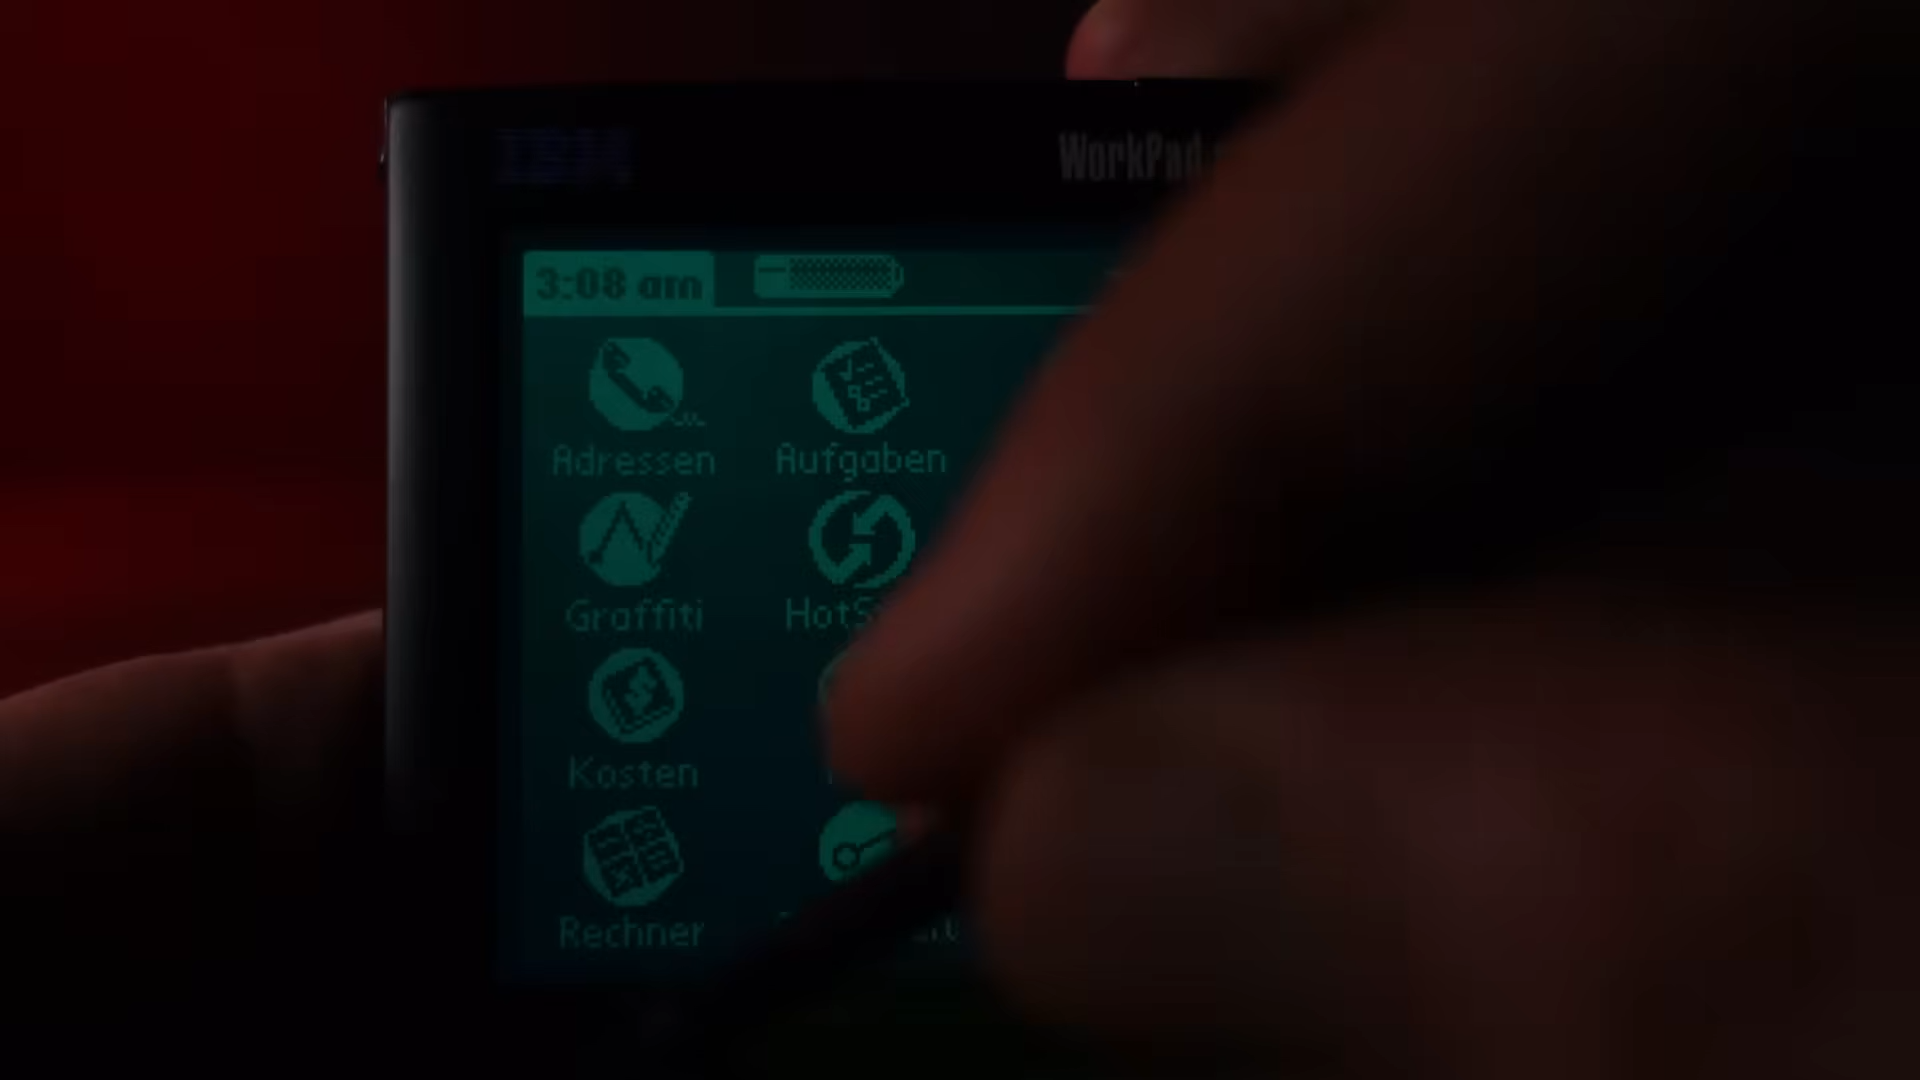 IBM
WorkPad
3:08 am
Adressen
Aufgaben
Graffiti
Kosten
Rechner